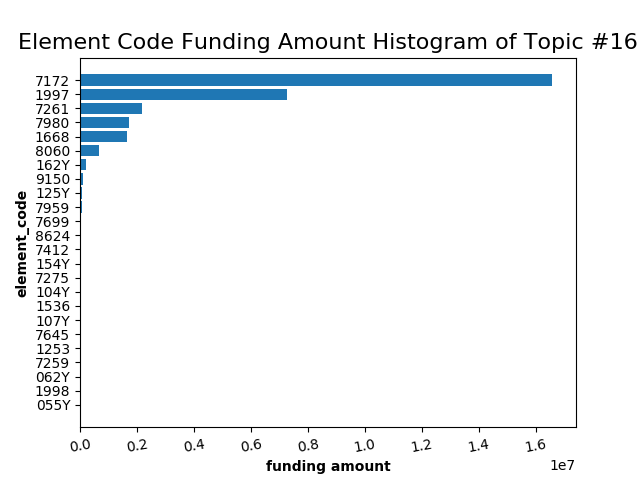 Element Code Funding Amount Histogram of Topic #16
7172
1997
7261
7980
1668
8060
162Y
9150
125Y
7959
7699
8624
7412
154Y
7275
104Y
1536
107Y
7645
1253
7259
062Y
1998
055Y
element_code
0.0 0.2 0.4 0.6 0.8 1.0 1.2 1.4 1.6
1e7
funding amount